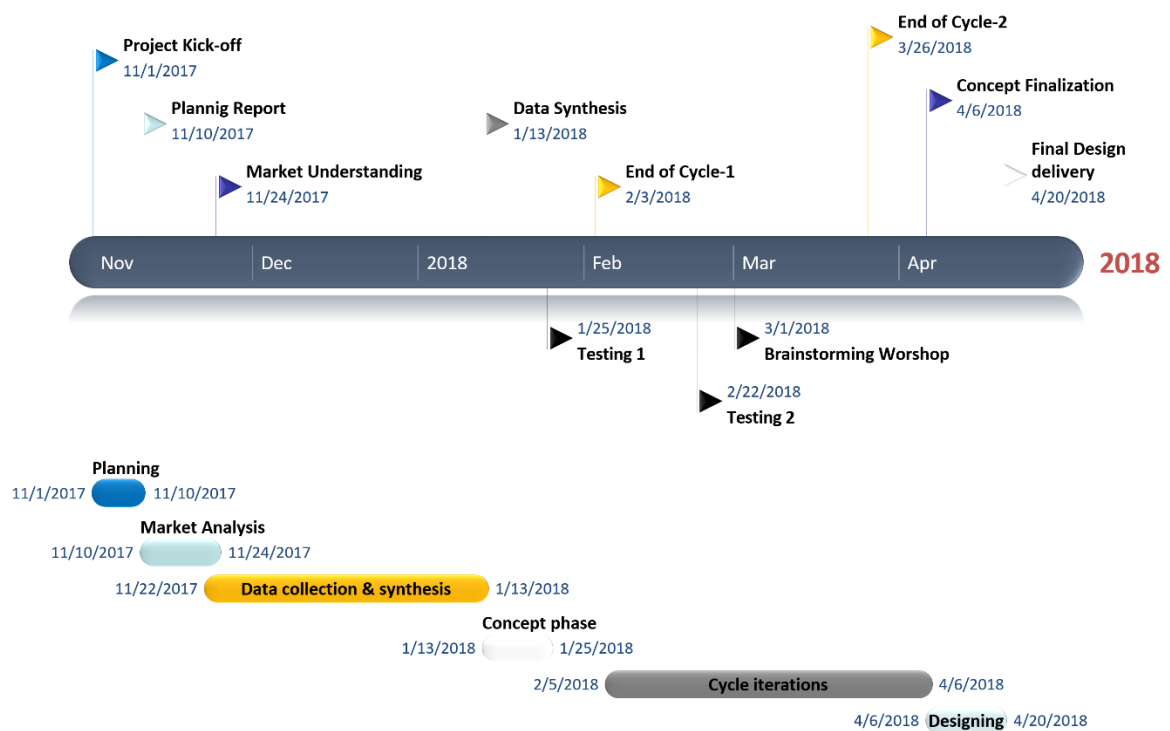 End of Cycle-2
3/26/2018
Project Kick-off
11/1/2017
Concept Finalization
4/6/2018
Plannig Report
11/10/2017
Data Synthesis
1/13/2018
Final Design
delivery
4/20/2018
Market Understanding
11/24/2017
End of Cycle-1
2/3/2018
Nov
Dec
2018
Feb
Mar
Apr
2018
1/25/2018
Testing 1
3/1/2018
Brainstorming Worshop
2/22/2018
Testing 2
Planning
11/1/2017
11/10/2017
Market Analysis
11/10/2017
11/24/2017
11/22/2017
Data collection & synthesis
1/13/2018
Concept phase
1/13/2018
1/25/2018
2/5/2018
Cycle iterations
4/6/2018
4/6/2018
Designing
4/20/2018